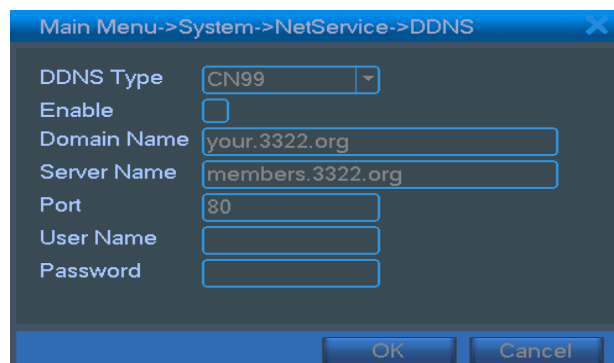 Main Menu->System->NetService->DDNS
DDNS Type CN99
Enable
Domain Name your.3322.org
Server Name members.3322.org
Port 80
User Name
Password
OK Cancel